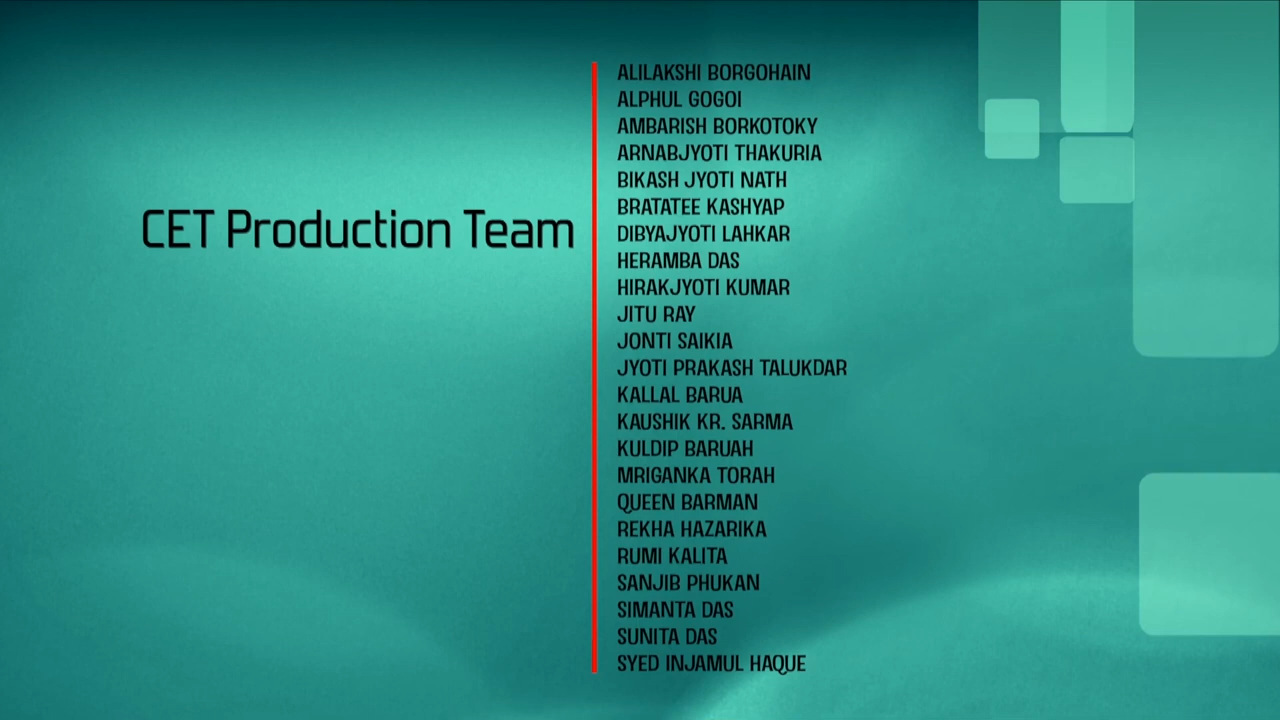 CET Production Team
ALILAKSHI BORGOHAIN
ALPHUL GOGOI
AMBARISH BORKOTOKY
ARNABJYOTI THAKURIA
BIKASH JYOTI NATH
BRATATEE KASHYAP
DIBYAJYOTI LAHKAR
HERAMBA DAS
HIRAKJYOTI KUMAR
JITU RAY
JONTI SAIKIA
JYOTI PRAKASH TALUKDAR
KALLAL BARUA
KAUSHIK KR. SARMA
KULDIP BARUAH
MRIGANKA TORAH
QUEEN BARMAN
REKHA HAZARIKA
RUMI KALITA
SANJIB PHUKAN
SIMANTA DAS
SUNITA DAS
SYED INJAMUL HAQUE